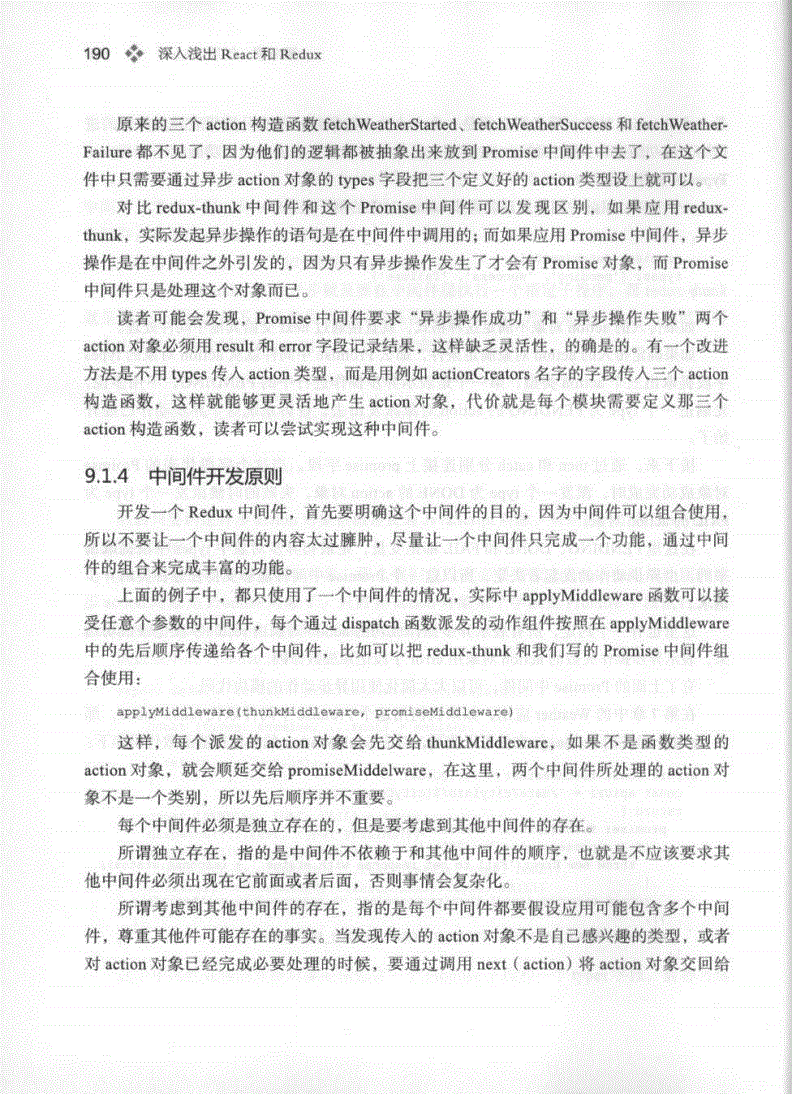 190 深入浅出 React 和 Redux
原来的三个 action 构造函数 fetchWeatherStarted、fetchWeatherSuccess 和 fetchWeather-
Failure 都不见了，因为他们的逻辑都被抽象出来放到 Promise 中间件中去了，在这个文
件中只需要通过异步 action 对象的 types 字段把三个定义好的 action 类型设上就可以。
对比 redux-thunk 中间件和这个 Promise 中间件可以发现区别，如果应用 redux-
thunk，实际发起异步操作的语句是在中间件中调用的；而如果应用 Promise 中间件，异步
操作是在中间件之外引发的，因为只有异步操作发生了才会有 Promise 对象，而 Promise
中间件只是处理这个对象而已。
读者可能会发现，Promise 中间件要求“异步操作成功”和“异步操作失败”两个
action 对象必须用 result 和 error 字段记录结果，这样缺乏灵活性，的确是的。有一个改进
方法是不用 types 传人 action 类型，而是用例如 actionCreators 名字的字段传人三个 action
构造函数，这样就能够更灵活地产生 action 对象，代价就是每个模块需要定义那三个
action 构造函数，读者可以尝试实现这种中间件。
9.1.4 中间件开发原则
开发一个 Redux 中间件，首先要明确这个中间件的目的，因为中间件可以组合使用，
所以不要让一个中间件的内容太过臃肿，尽量让一个中间件只完成一个功能，通过中间
件的组合来完成丰富的功能。
上面的例子中，都只使用了一个中间件的情况，实际中 applyMiddleware 函数可以接
受任意个参数的中间件，每个通过 dispatch 函数派发的动作组件按照在 applyMiddleware
中的先后顺序传递给各个中间件，比如可以把 redux-thunk 和我们写的 Promise 中间件组
合使用：
applyMiddleware(thunkMiddleware, promiseMiddleware)
这样，每个派发的 action 对象会先交给 thunkMiddleware，如果不是函数类型的
action 对象，就会顺延交给 promiseMiddelware，在这里，两个中间件所处理的 action 对
象不是一个类别，所以先后顺序并不重要。
每个中间件必须是独立存在的，但是要考虑到其他中间件的存在。
所谓独立存在，指的是中间件不依赖于和其他中间件的顺序，也就是不应该要求其
他中间件必须出现在它前面或者后面，否则事情会复杂化。
所谓考虑到其他中间件的存在，指的是每个中间件都要假设应用可能包含多个中间
件，尊重其他件可能存在的事实。当发现传人的 action 对象不是自己感兴趣的类型，或者
对 action 对象已经完成必要处理的时候，要通过调用 next（action）将 action 对象交回给